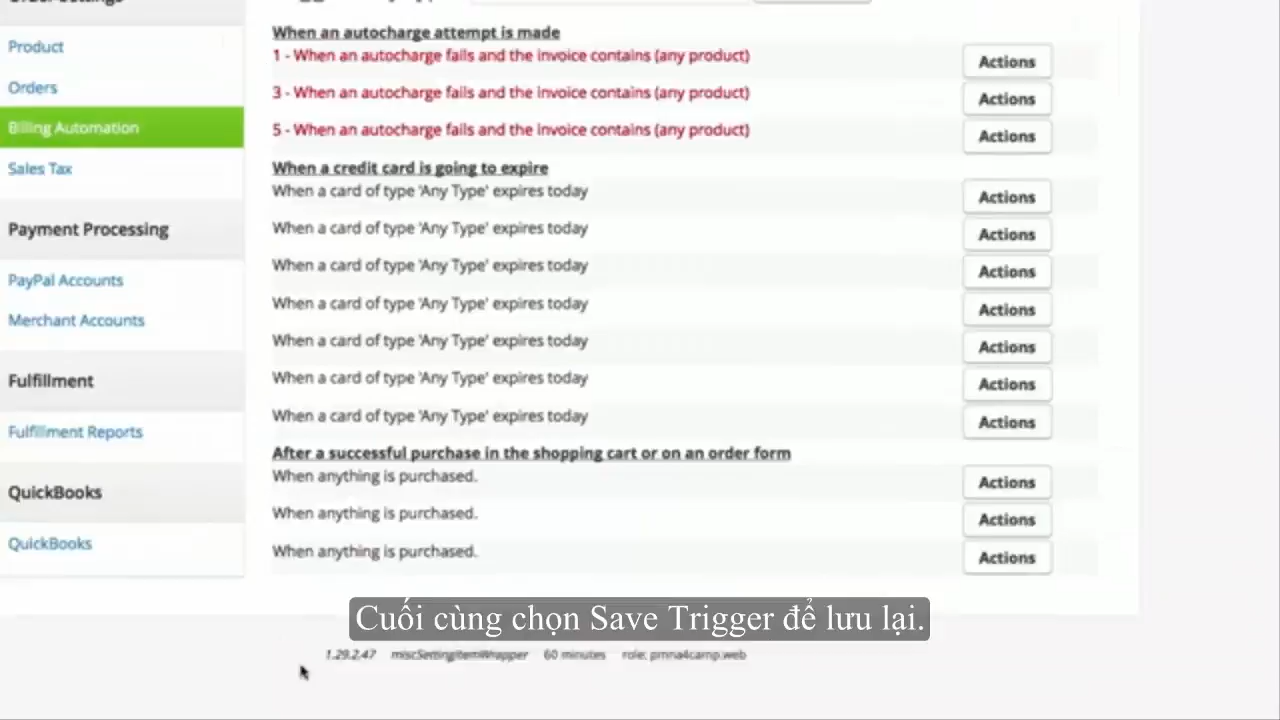 When an autocharge attempt is made
Product
1 - When an autocharge fails and the invoice contains (any product)
Actions
Orders
3 - When an autocharge fails and the invoice contains (any product)
Actions
Billing Automation
5 - When an autocharge fails and the invoice contains (any product)
Actions
Sales Tax
When a credit card is going to expire
When a card of type 'Any Type' expires today
Actions
Payment Processing
When a card of type 'Any Type' expires today
Actions
PayPal Accounts
When a card of type 'Any Type' expires today
Actions
Merchant Accounts
When a card of type 'Any Type' expires today
Actions
When a card of type 'Any Type' expires today
Actions
Fulfillment
When a card of type 'Any Type' expires today
Actions
Fulfillment Reports
When a card of type 'Any Type' expires today
Actions
After a successful purchase in the shopping cart or on an order form
QuickBooks
When anything is purchased.
Actions
When anything is purchased.
Actions
QuickBooks
When anything is purchased.
Actions
Cuối cùng chọn Save Trigger để lưu lại.
1.29.2.47 miscSettingItemWrapper 60 minutes role: pmna4camp.web